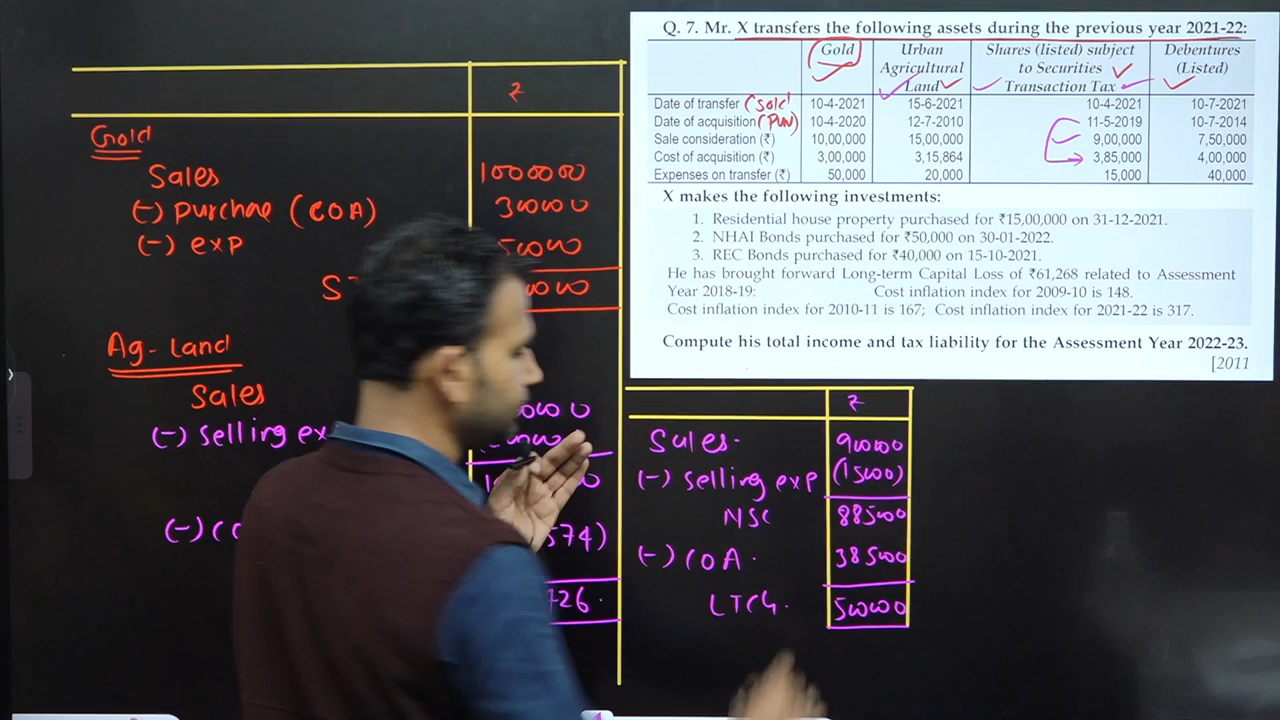 ₹
Gold
Sales 1000000
(-) Purchae (COA) 300000
(-) exp
Ag- Land
Sales
(-) Selling
(-)
574)
726.
Q. 7. Mr. X transfers the following assets during the previous year 2021-22:
Gold Urban Agricultural Land Shares (listed) subject to Securities Transaction Tax Debentures (Listed)
Date of transfer (Sold) 10-4-2021 15-6-2021 10-4-2021 10-7-2021
Date of acquisition (PUR) 10-4-2020 12-7-2010 11-5-2019 10-7-2014
Sale consideration (₹) 10,00,000 15,00,000 9,00,000 7,50,000
Cost of acquisition (₹) 3,00,000 3,15,864 3,85,000 4,00,000
Expenses on transfer (₹) 50,000 20,000 15,000 40,000
X makes the following investments:
1. Residential house property purchased for ₹15,00,000 on 31-12-2021.
2. NHAI Bonds purchased for ₹50,000 on 30-01-2022.
3. REC Bonds purchased for ₹40,000 on 15-10-2021.
He has brought forward Long-term Capital Loss of ₹61,268 related to Assessment
Year 2018-19: Cost inflation index for 2009-10 is 148.
Cost inflation index for 2010-11 is 167; Cost inflation index for 2021-22 is 317.
Compute his total income and tax liability for the Assessment Year 2022-23.
[2011
₹
Sales. 900000
(-) Selling exp (15000)
NSC 885000
(-) COA. 385000
LTCG. 500000